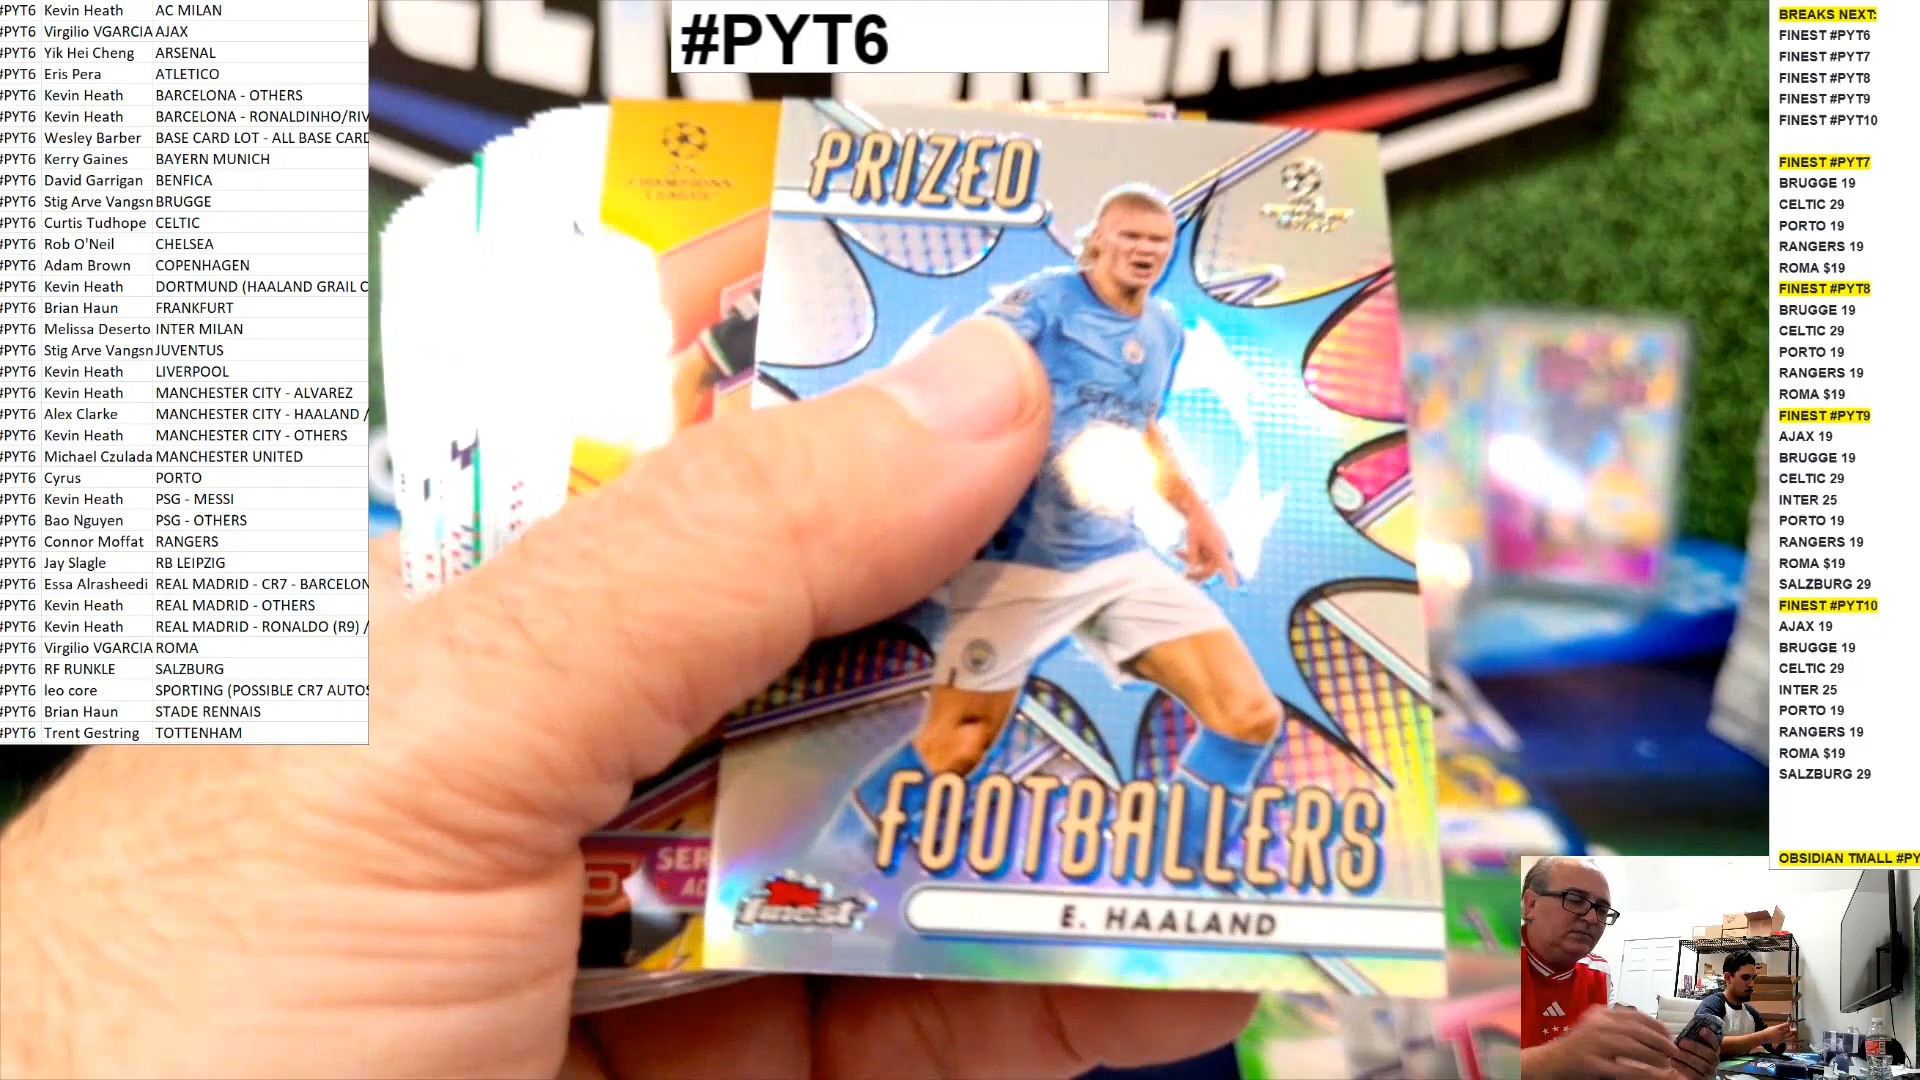 #PYT6 Kevin Heath AC MILAN
#PYT6 Virgilio VGARCIA AJAX
#PYT6 Yik Hei Cheng ARSENAL
#PYT6 Eris Pera ATLETICO
#PYT6 Kevin Heath BARCELONA - OTHERS
#PYT6 Kevin Heath BARCELONA - RONALDINHO/RIV
#PYT6 Wesley Barber BASE CARD LOT - ALL BASE CARD
#PYT6 Kerry Gaines BAYERN MUNICH
#PYT6 David Garrigan BENFICA
#PYT6 Stig Arve Vangsn BRUGGE
#PYT6 Curtis Tudhope CELTIC
#PYT6 Rob O'Neil CHELSEA
#PYT6 Adam Brown COPENHAGEN
#PYT6 Kevin Heath DORTMUND (HAALAND GRAIL C
#PYT6 Brian Haun FRANKFURT
#PYT6 Melissa Deserto INTER MILAN
#PYT6 Stig Arve Vangsn JUVENTUS
#PYT6 Kevin Heath LIVERPOOL
#PYT6 Kevin Heath MANCHESTER CITY - ALVAREZ
#PYT6 Alex Clarke MANCHESTER CITY - HAALAND /
#PYT6 Kevin Heath MANCHESTER CITY - OTHERS
#PYT6 Michael Czulada MANCHESTER UNITED
#PYT6 Cyrus PORTO
#PYT6 Kevin Heath PSG - MESSI
#PYT6 Bao Nguyen PSG - OTHERS
#PYT6 Connor Moffat RANGERS
#PYT6 Jay Slagle RB LEIPZIG
#PYT6 Essa Alrasheedi REAL MADRID - CR7 - BARCELON
#PYT6 Kevin Heath REAL MADRID - OTHERS
#PYT6 Kevin Heath REAL MADRID - RONALDO (R9) /
#PYT6 Virgilio VGARCIA ROMA
#PYT6 RF RUNKLE SALZBURG
#PYT6 leo core SPORTING (POSSIBLE CR7 AUTOS
#PYT6 Brian Haun STADE RENNAIS
#PYT6 Trent Gestring TOTTENHAM
#PYT6
CHAMPIONS
LEAGUE
PRIZED
FOOTBALLERS
finest
E. HAALAND
SER
BREAKS NEXT:
FINEST #PYT6
FINEST #PYT7
FINEST #PYT8
FINEST #PYT9
FINEST #PYT10
FINEST #PYT7
BRUGGE 19
CELTIC 29
PORTO 19
RANGERS 19
ROMA $19
FINEST #PYT8
BRUGGE 19
CELTIC 29
PORTO 19
RANGERS 19
ROMA $19
FINEST #PYT9
AJAX 19
BRUGGE 19
CELTIC 29
INTER 25
PORTO 19
RANGERS 19
ROMA $19
SALZBURG 29
FINEST #PYT10
AJAX 19
BRUGGE 19
CELTIC 29
INTER 25
PORTO 19
RANGERS 19
ROMA $19
SALZBURG 29
OBSIDIAN TMALL #PY